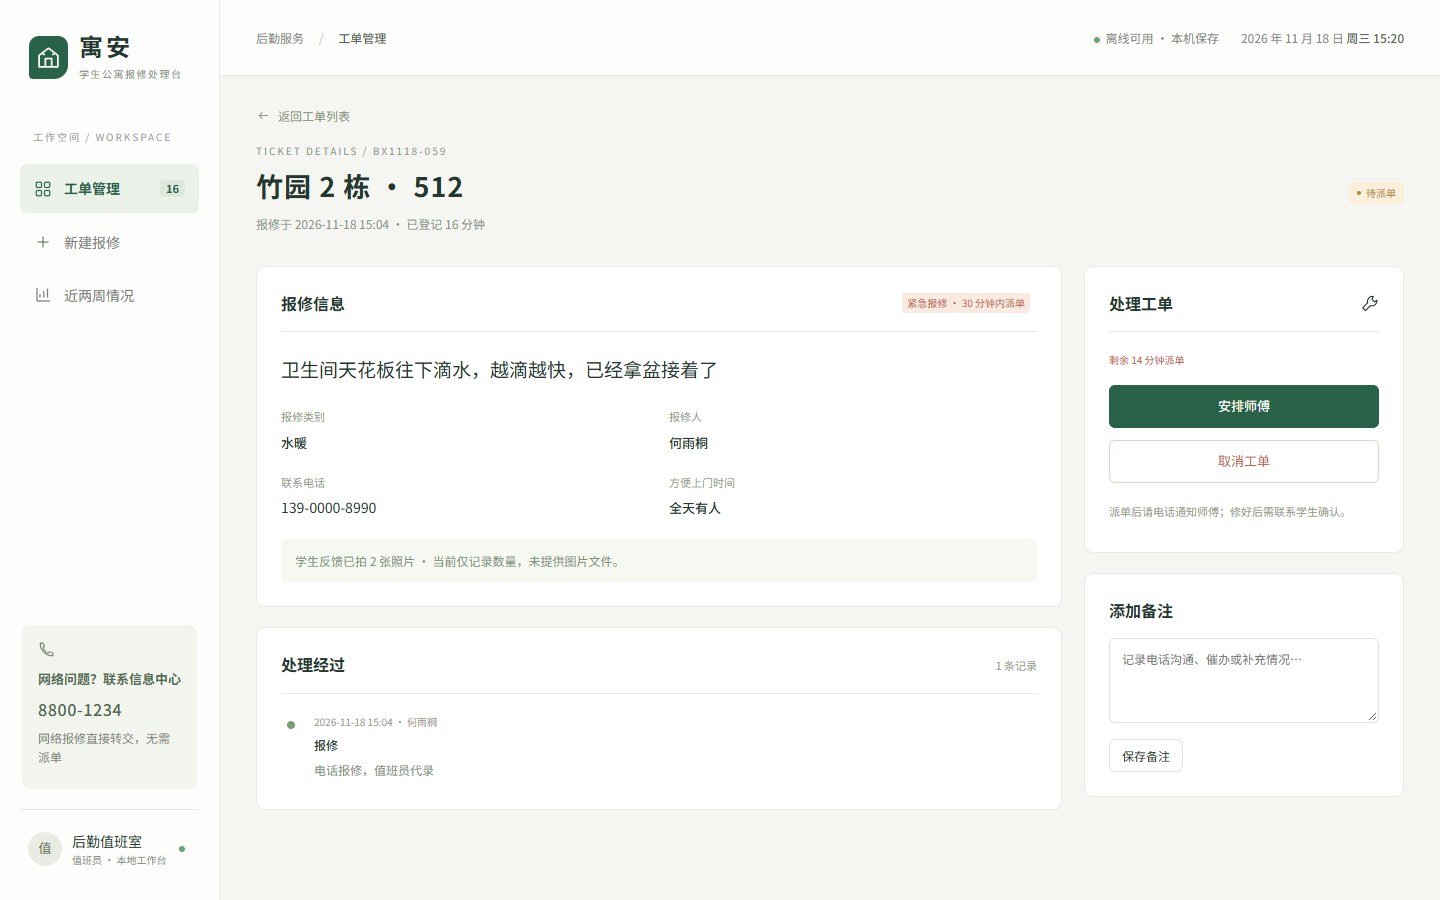 寓安
学生公寓报修处理台
工作空间 / WORKSPACE
工单管理 16
新建报修
近两周情况
网络问题？联系信息中心
8800-1234
网络报修直接转交，无需
派单
值
后勤值班室
值班员 · 本地工作台
后勤服务 / 工单管理
离线可用 · 本机保存 2026 年 11 月 18 日 周三 15:20
← 返回工单列表
TICKET DETAILS / BX1118-059
竹园 2 栋 · 512
报修于 2026-11-18 15:04 · 已登记 16 分钟
待派单
报修信息
紧急报修 · 30 分钟内派单
卫生间天花板往下滴水，越滴越快，已经拿盆接着了
报修类别
水暖
报修人
何雨桐
联系电话
139-0000-8990
方便上门时间
全天有人
学生反馈已拍 2 张照片 · 当前仅记录数量，未提供图片文件。
处理经过
1 条记录
2026-11-18 15:04 · 何雨桐
报修
电话报修，值班员代录
处理工单
剩余 14 分钟派单
安排师傅
取消工单
派单后请电话通知师傅；修好后需联系学生确认。
添加备注
记录电话沟通、催办或补充情况…
保存备注